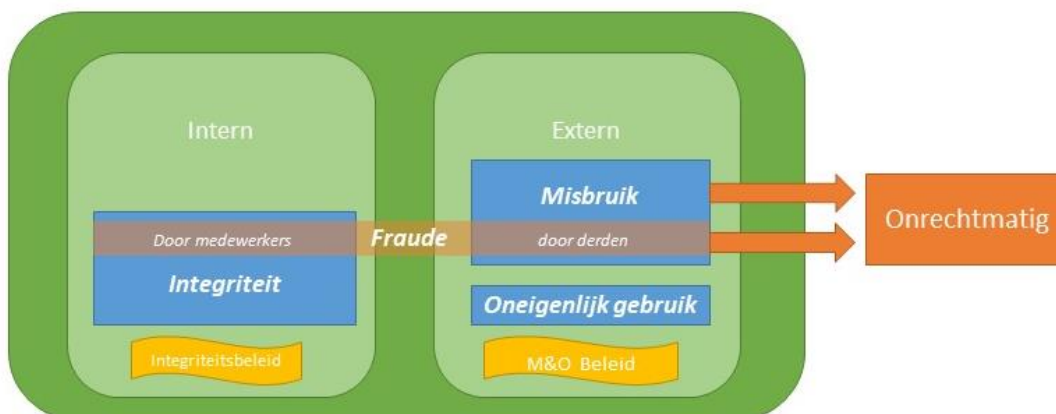 Intern
Extern
Misbruik
Door medewerkers
Fraude
door derden
Integriteit
Oneigenlijk gebruik
Integriteitsbeleid
M&O Beleid
Onrechtmatig